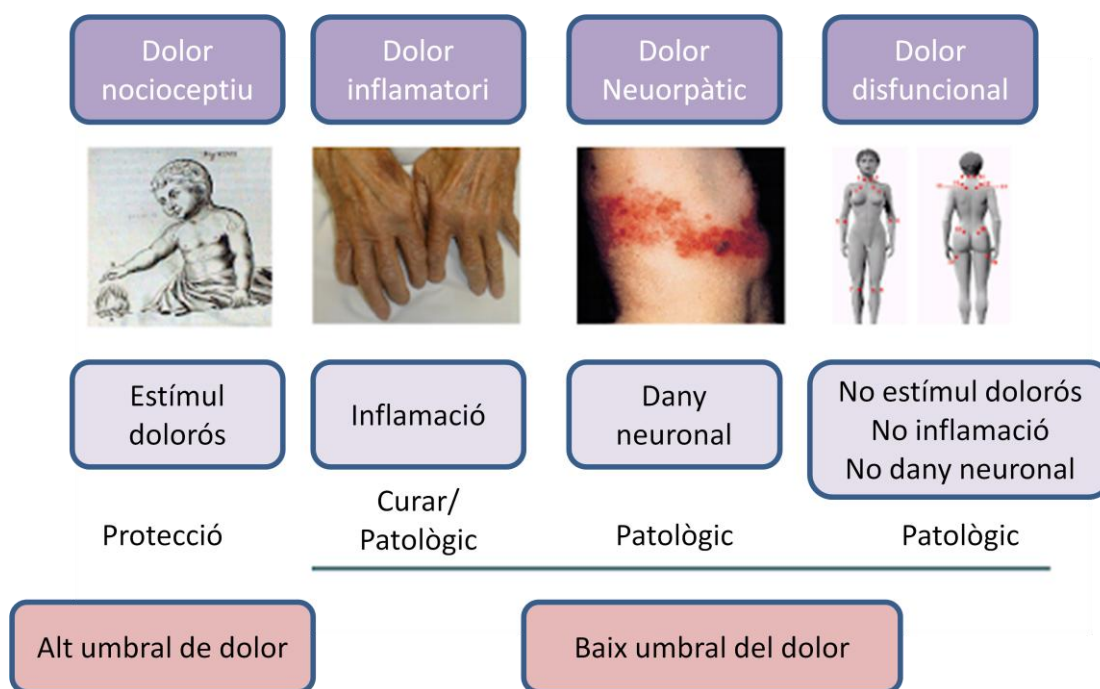 Dolor
nocioceptiu
Dolor
inflamatori
Dolor
Neuorpàtic
Dolor
disfuncional
Estímul
dolorós
Inflamació
Dany
neuronal
No estímul dolorós
No inflamació
No dany neuronal
Protecció
Curar/
Patològic
Patològic
Patològic
Alt umbral de dolor
Baix umbral del dolor